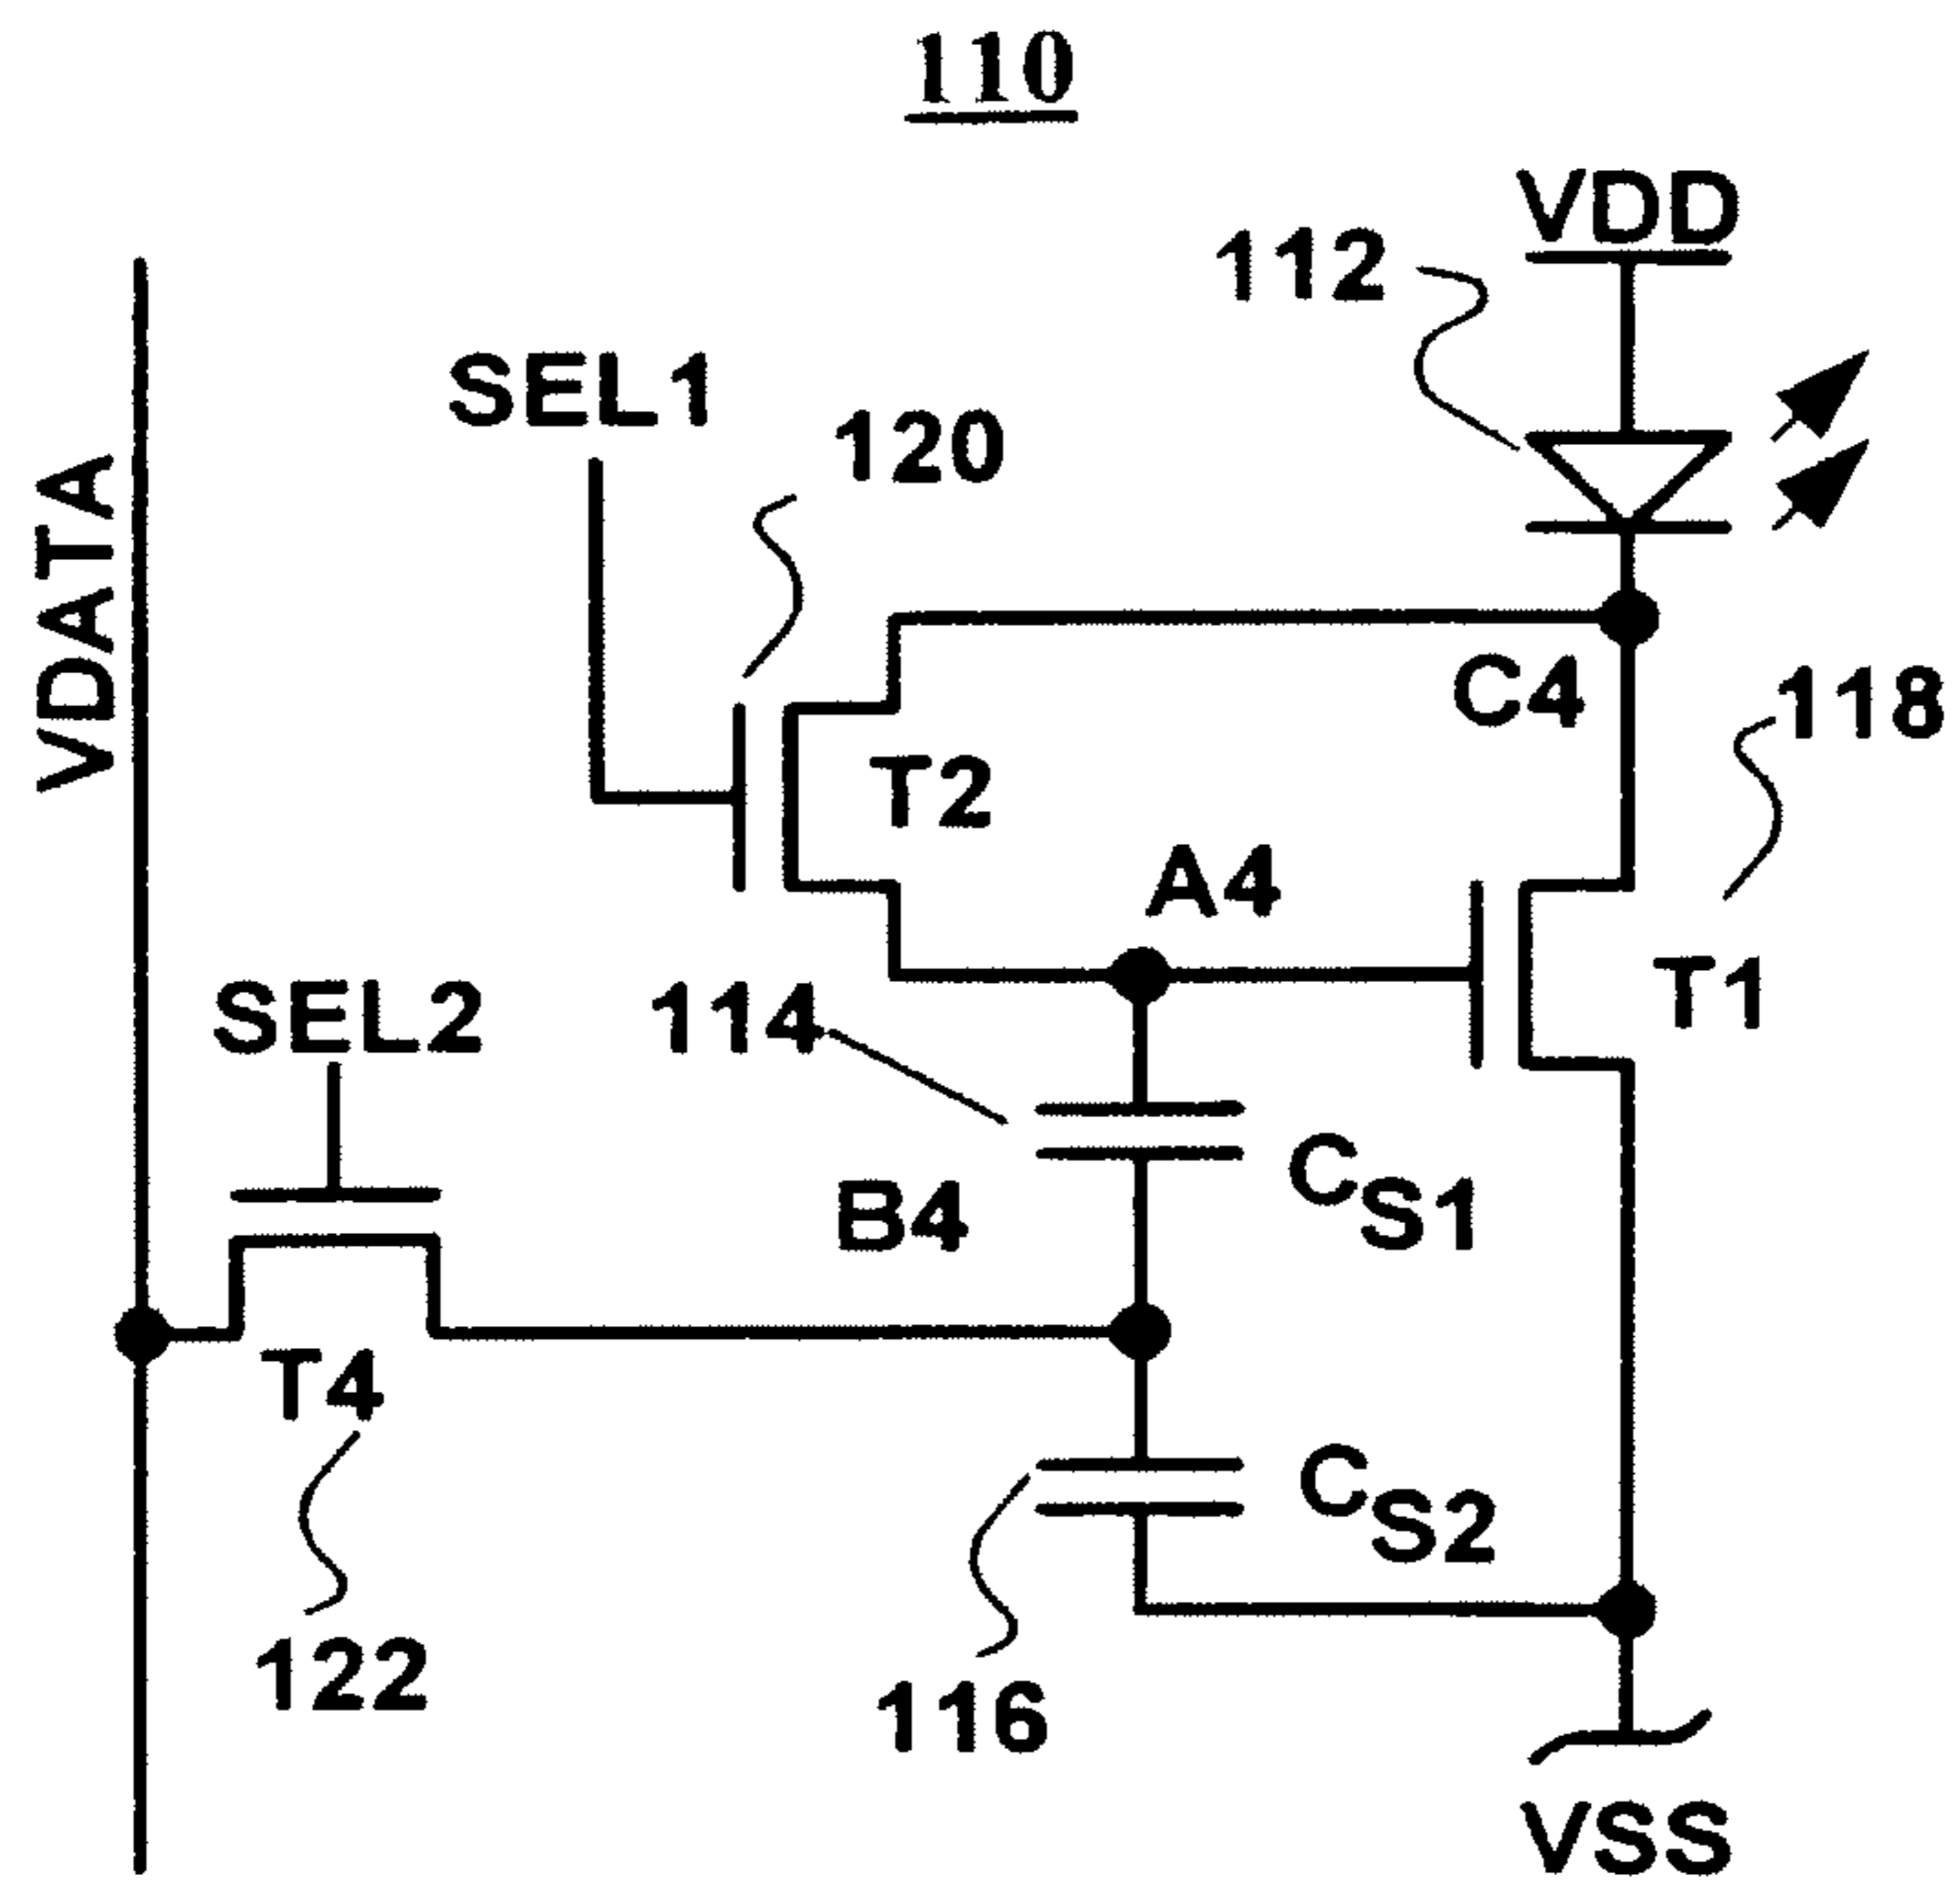 110
VDD
112
SEL1
120
VDATA
C4
118
T2
A4
T1
SEL2
114
CS1
B4
T4
CS2
122
116
VSS